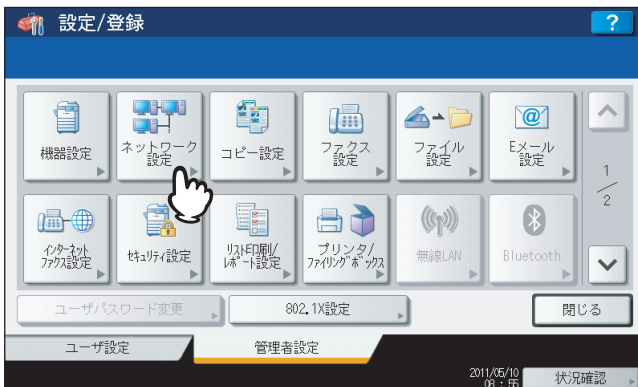 設定/登録
?
機器設定
ネットワーク
設定
コピー設定
ファクス
設定
ファイル
設定
Eメール
設定
1
2
インターネット
ファクス設定
セキュリティ設定
リスト印刷/
レポート設定
プリンタ/
ファイリングボックス
無線LAN
Bluetooth
ユーザパスワード変更
802.1X設定
閉じる
ユーザ設定
管理者設定
2011/05/10
08:55
状況確認